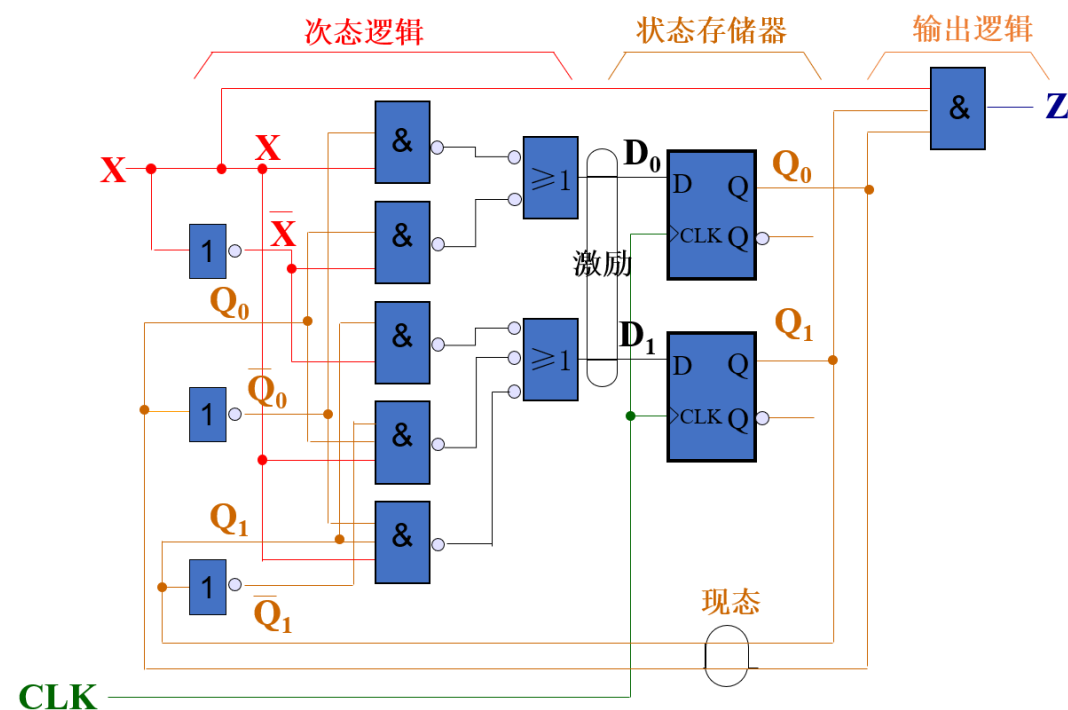 次态逻辑 状态存储器 输出逻辑
& Z
X X & D₀ Q₀
≥1 D Q
X̅ & CLK Q
1
激励
Q₀ & D₁ Q₁
≥1 D Q
Q̅₀
1 & CLK Q
Q₁ &
1
Q̅₁ 现态
CLK